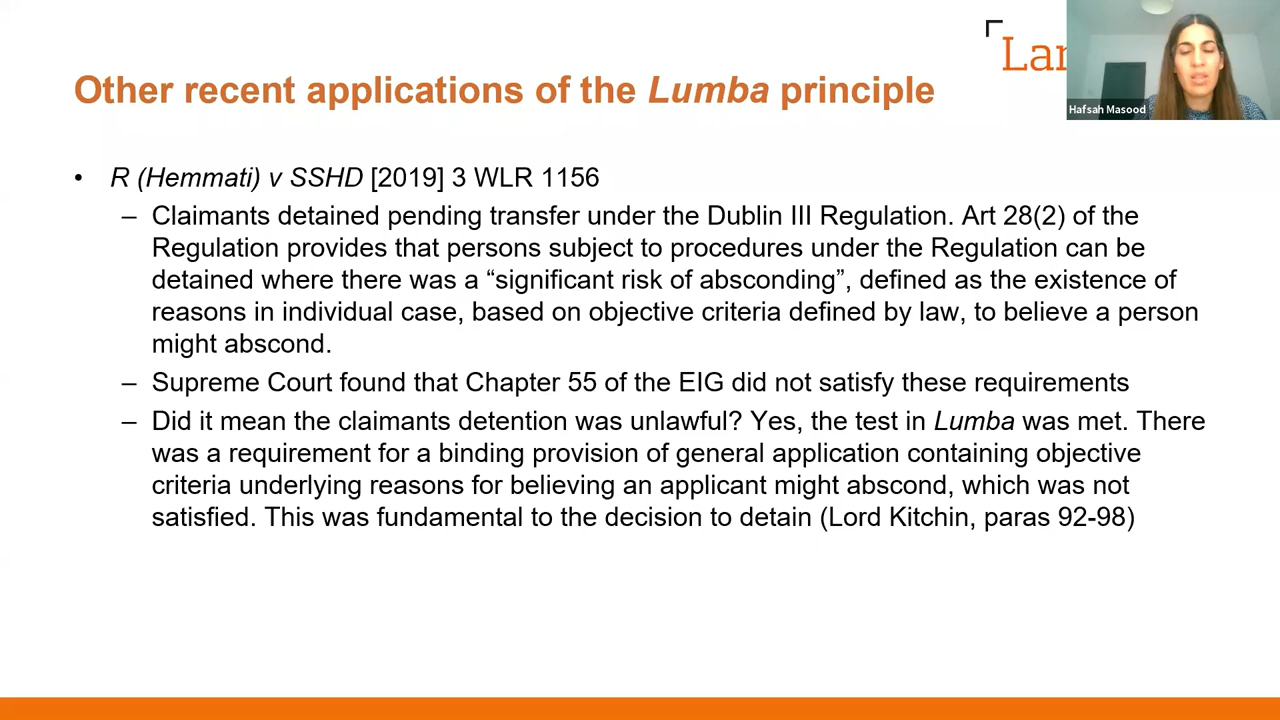 Other recent applications of the Lumba principle
Hafsah Masood
• R (Hemmati) v SSHD [2019] 3 WLR 1156
– Claimants detained pending transfer under the Dublin III Regulation. Art 28(2) of the
Regulation provides that persons subject to procedures under the Regulation can be
detained where there was a “significant risk of absconding”, defined as the existence of
reasons in individual case, based on objective criteria defined by law, to believe a person
might abscond.
– Supreme Court found that Chapter 55 of the EIG did not satisfy these requirements
– Did it mean the claimants detention was unlawful? Yes, the test in Lumba was met. There
was a requirement for a binding provision of general application containing objective
criteria underlying reasons for believing an applicant might abscond, which was not
satisfied. This was fundamental to the decision to detain (Lord Kitchin, paras 92-98)